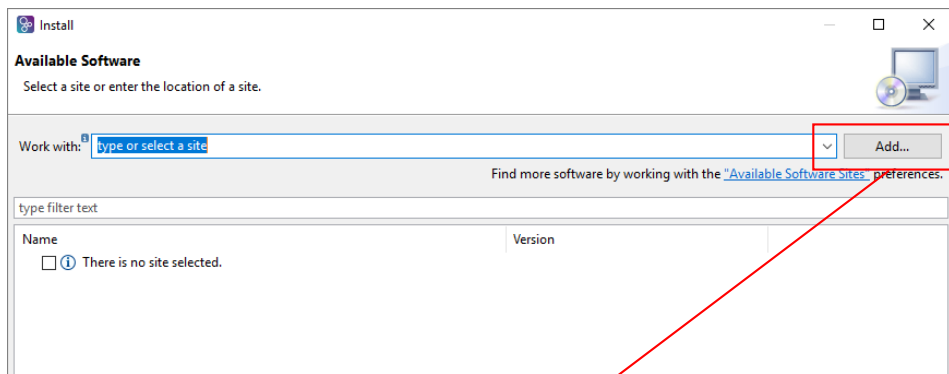 Install
Available Software
Select a site or enter the location of a site.
Work with: type or select a site Add...
Find more software by working with the "Available Software Sites" preferences.
type filter text
Name Version
There is no site selected.